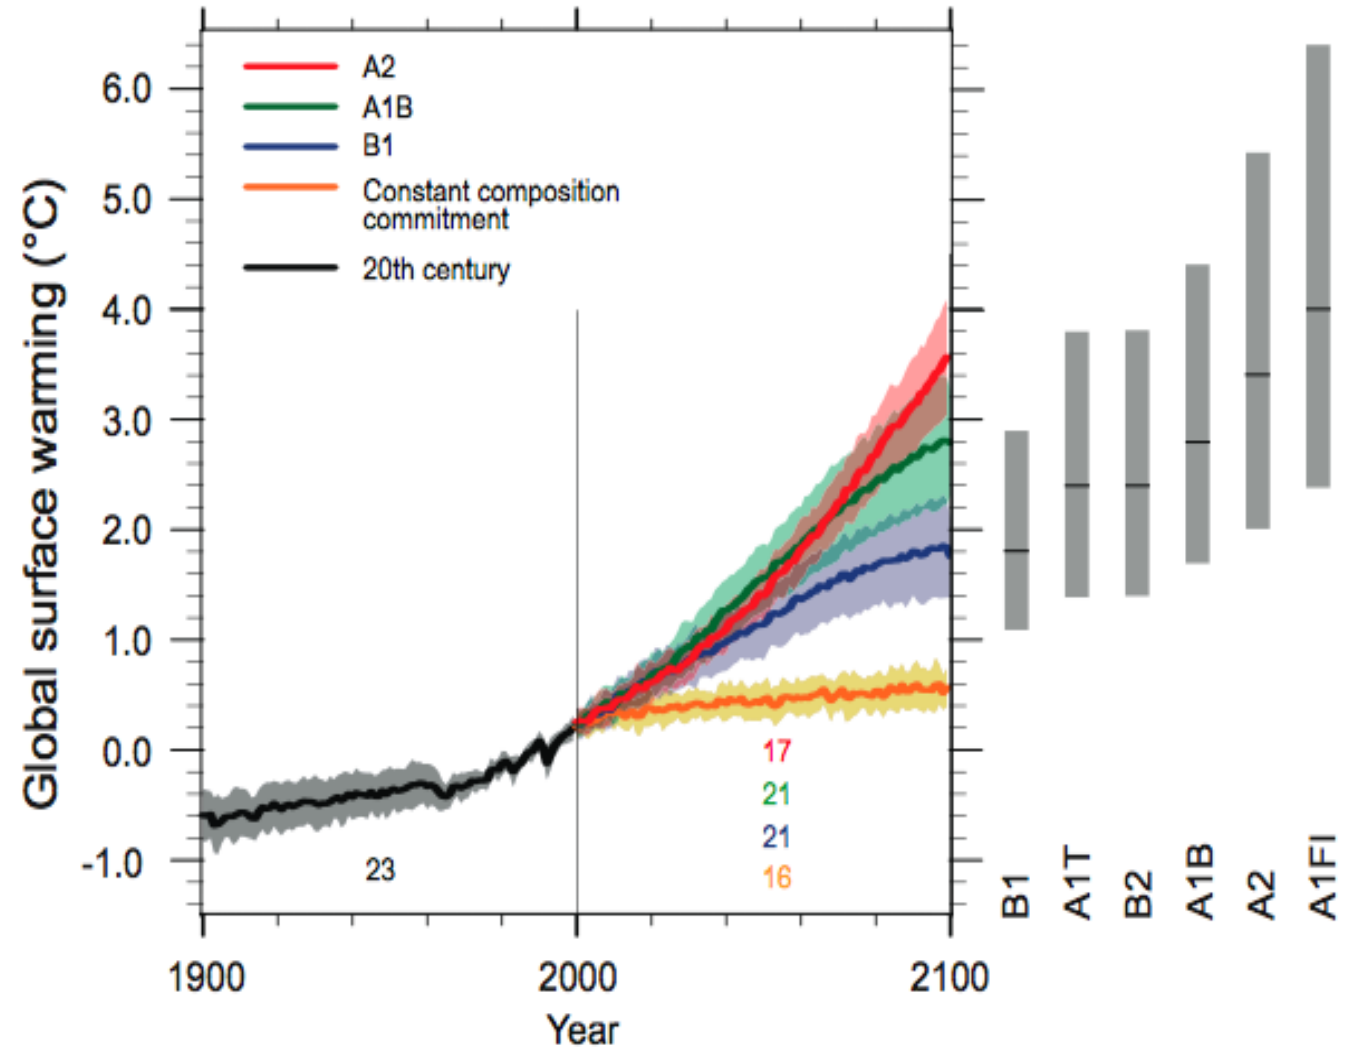 A2
A1B
B1
Constant composition
commitment
20th century
Global surface warming (°C)
6.0
5.0
4.0
3.0
2.0
1.0
0.0
-1.0
17
21
21
16
23
1900
2000
2100
Year
B1
A1T
B2
A1B
A2
A1FI